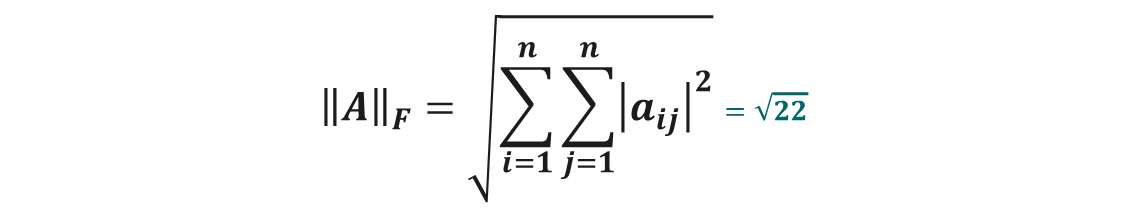 ‖A‖_F = √(∑_{i=1}^{n} ∑_{j=1}^{n} |a_{ij}|^2) = √22